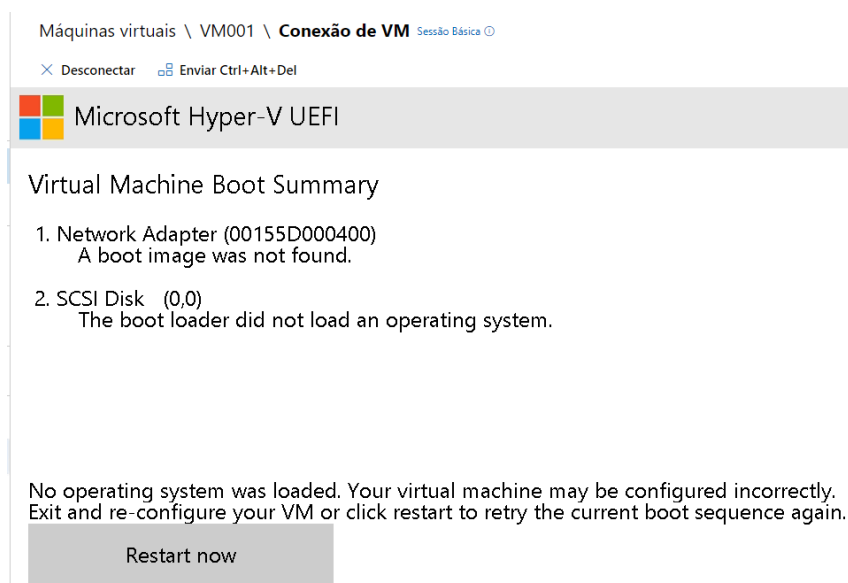 Máquinas virtuais \ VM001 \ Conexão de VM Sessão Básica
Desconectar Enviar Ctrl+Alt+Del
Microsoft Hyper-V UEFI
Virtual Machine Boot Summary
1. Network Adapter (00155D000400)
A boot image was not found.
2. SCSI Disk (0,0)
The boot loader did not load an operating system.
No operating system was loaded. Your virtual machine may be configured incorrectly.
Exit and re-configure your VM or click restart to retry the current boot sequence again.
Restart now